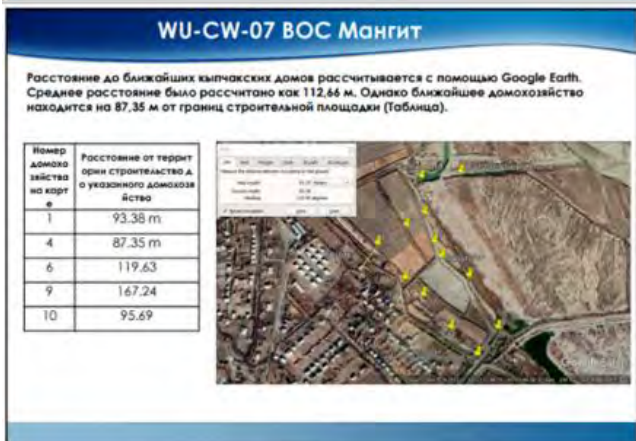 WU-CW-07 ВОС Мангит
Расстояние до ближайших кыпчакских домов рассчитывается с помощью Google Earth.
Среднее расстояние было рассчитано как 112,66 м. Однако ближайшее домохозяйство
находится на 87,35 м от границ строительной площадки (Таблица).
Номер
домохо
зяйства
на карт
е
Расстояние от террит
ории строительства д
о указанного домохозя
йства
1 93.38 m
4 87.35 m
6 119.63
9 167.24
10 95.69
Google Earth